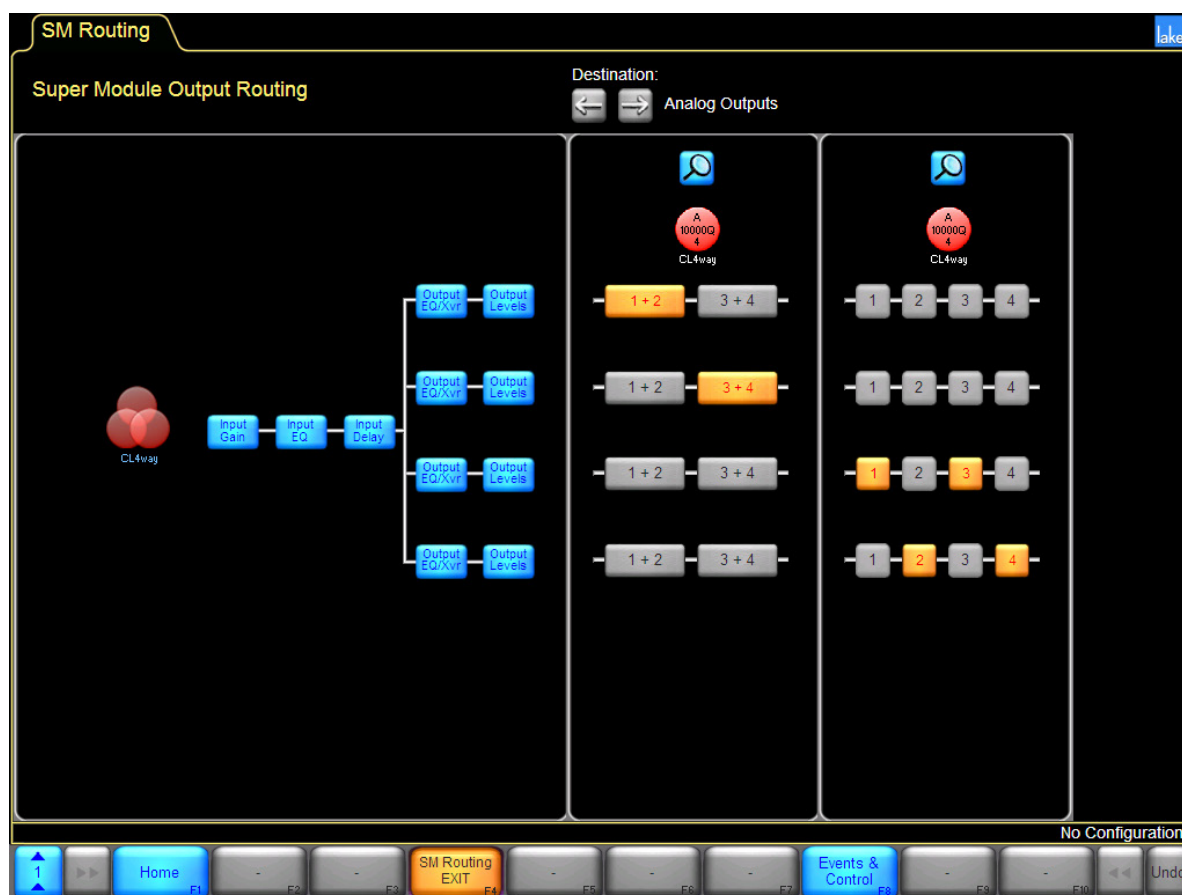 SM Routing
lake
Super Module Output Routing
Destination:
Analog Outputs
A
10000Q
4
CL4way
A
10000Q
4
CL4way
Output
EQ/Xvr
Output
Levels
1 + 2
3 + 4
1
2
3
4
Output
EQ/Xvr
Output
Levels
1 + 2
3 + 4
1
2
3
4
CL4way
Input
Gain
Input
EQ
Input
Delay
Output
EQ/Xvr
Output
Levels
1 + 2
3 + 4
1
2
3
4
Output
EQ/Xvr
Output
Levels
1 + 2
3 + 4
1
2
3
4
No Configuration
1
Home
F1
-
F2
-
F3
SM Routing
EXIT
F4
-
F5
-
F6
-
F7
Events &
Control
F8
-
F9
-
F10
Undo